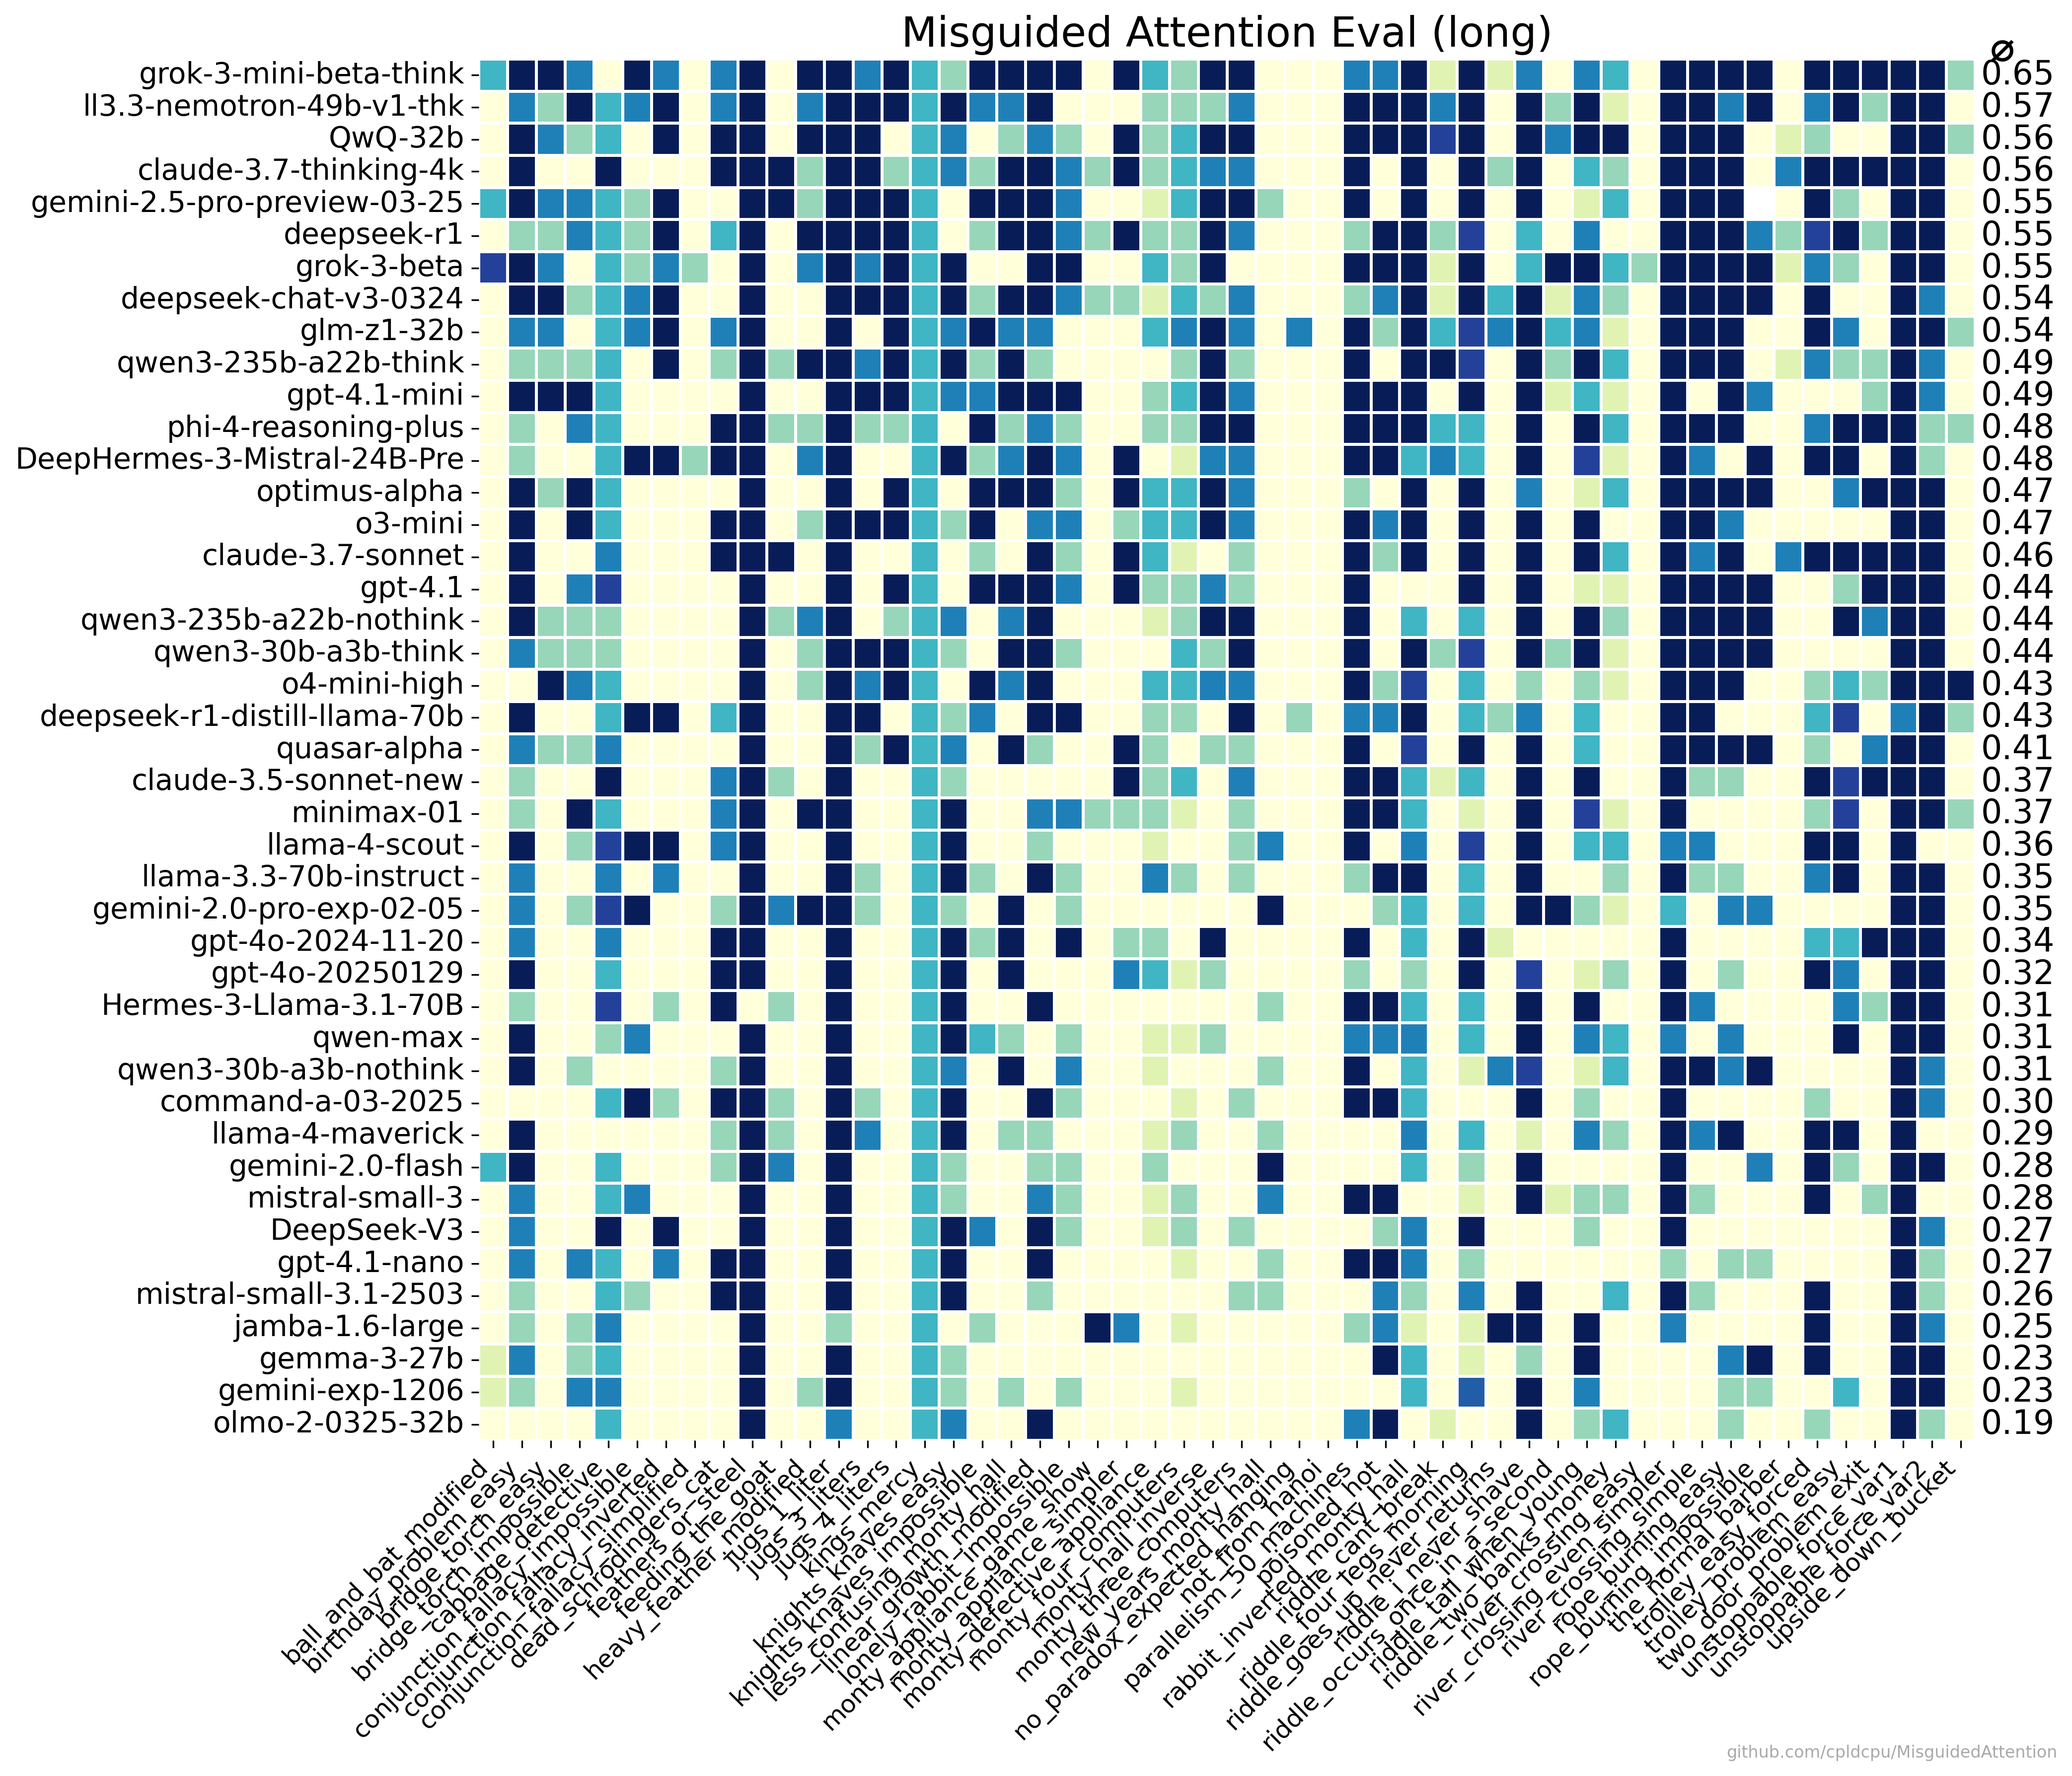 Misguided Attention Eval (long)
ø
grok-3-mini-beta-think 0.65
ll3.3-nemotron-49b-v1-thk 0.57
QwQ-32b 0.56
claude-3.7-thinking-4k 0.56
gemini-2.5-pro-preview-03-25 0.55
deepseek-r1 0.55
grok-3-beta 0.55
deepseek-chat-v3-0324 0.54
glm-z1-32b 0.54
qwen3-235b-a22b-think 0.49
gpt-4.1-mini 0.49
phi-4-reasoning-plus 0.48
DeepHermes-3-Mistral-24B-Pre 0.48
optimus-alpha 0.47
o3-mini 0.47
claude-3.7-sonnet 0.46
gpt-4.1 0.44
qwen3-235b-a22b-nothink 0.44
qwen3-30b-a3b-think 0.44
o4-mini-high 0.43
deepseek-r1-distill-llama-70b 0.43
quasar-alpha 0.41
claude-3.5-sonnet-new 0.37
minimax-01 0.37
llama-4-scout 0.36
llama-3.3-70b-instruct 0.35
gemini-2.0-pro-exp-02-05 0.35
gpt-4o-2024-11-20 0.34
gpt-4o-20250129 0.32
Hermes-3-Llama-3.1-70B 0.31
qwen-max 0.31
qwen3-30b-a3b-nothink 0.31
command-a-03-2025 0.30
llama-4-maverick 0.29
gemini-2.0-flash 0.28
mistral-small-3 0.28
DeepSeek-V3 0.27
gpt-4.1-nano 0.27
mistral-small-3.1-2503 0.26
jamba-1.6-large 0.25
gemma-3-27b 0.23
gemini-exp-1206 0.23
olmo-2-0325-32b 0.19
ball_and_bat_modified
birthday_problem_easy
bridge_torch_easy
bridge_torch_impossible
cabbage_detective
conjunction_fallacy_impossible
conjunction_fallacy_inverted
conjunction_fallacy_simplified
dead_schrodingers_cat
feathers_or_steel
feeding_the_goat
heavy_feather_modified
jugs_1_liter
jugs_3_liters
jugs_4_liters
kings_mercy
knights_knaves_easy
knights_knaves_impossible
less_confusing_monty_hall
linear_growth_modified
lonely_rabbit_impossible
monty_appliance_game_show
monty_appliance_simpler
monty_defective_appliance
monty_four_computers
monty_hall_inverse
monty_three_computers
new_years_monty_hall
no_paradox_expected_hanging
not_from_hanoi
parallelism_50_machines
poisoned_hot
rabbit_inverted_monty_hall
riddle_cant_break
riddle_four_legs_morning
riddle_goes_up_never_returns
riddle_i_never_shave
riddle_occurs_once_in_a_second
riddle_tall_when_young
riddle_two_banks_money
river_crossing_easy
river_crossing_even_simpler
river_crossing_simple
rope_burning_easy
rope_burning_impossible
the_normal_barber
trolley_easy_forced
trolley_problem_easy
two_door_problem_exit
unstoppable_force_var1
unstoppable_force_var2
upside_down_bucket
github.com/cpldcpu/MisguidedAttention